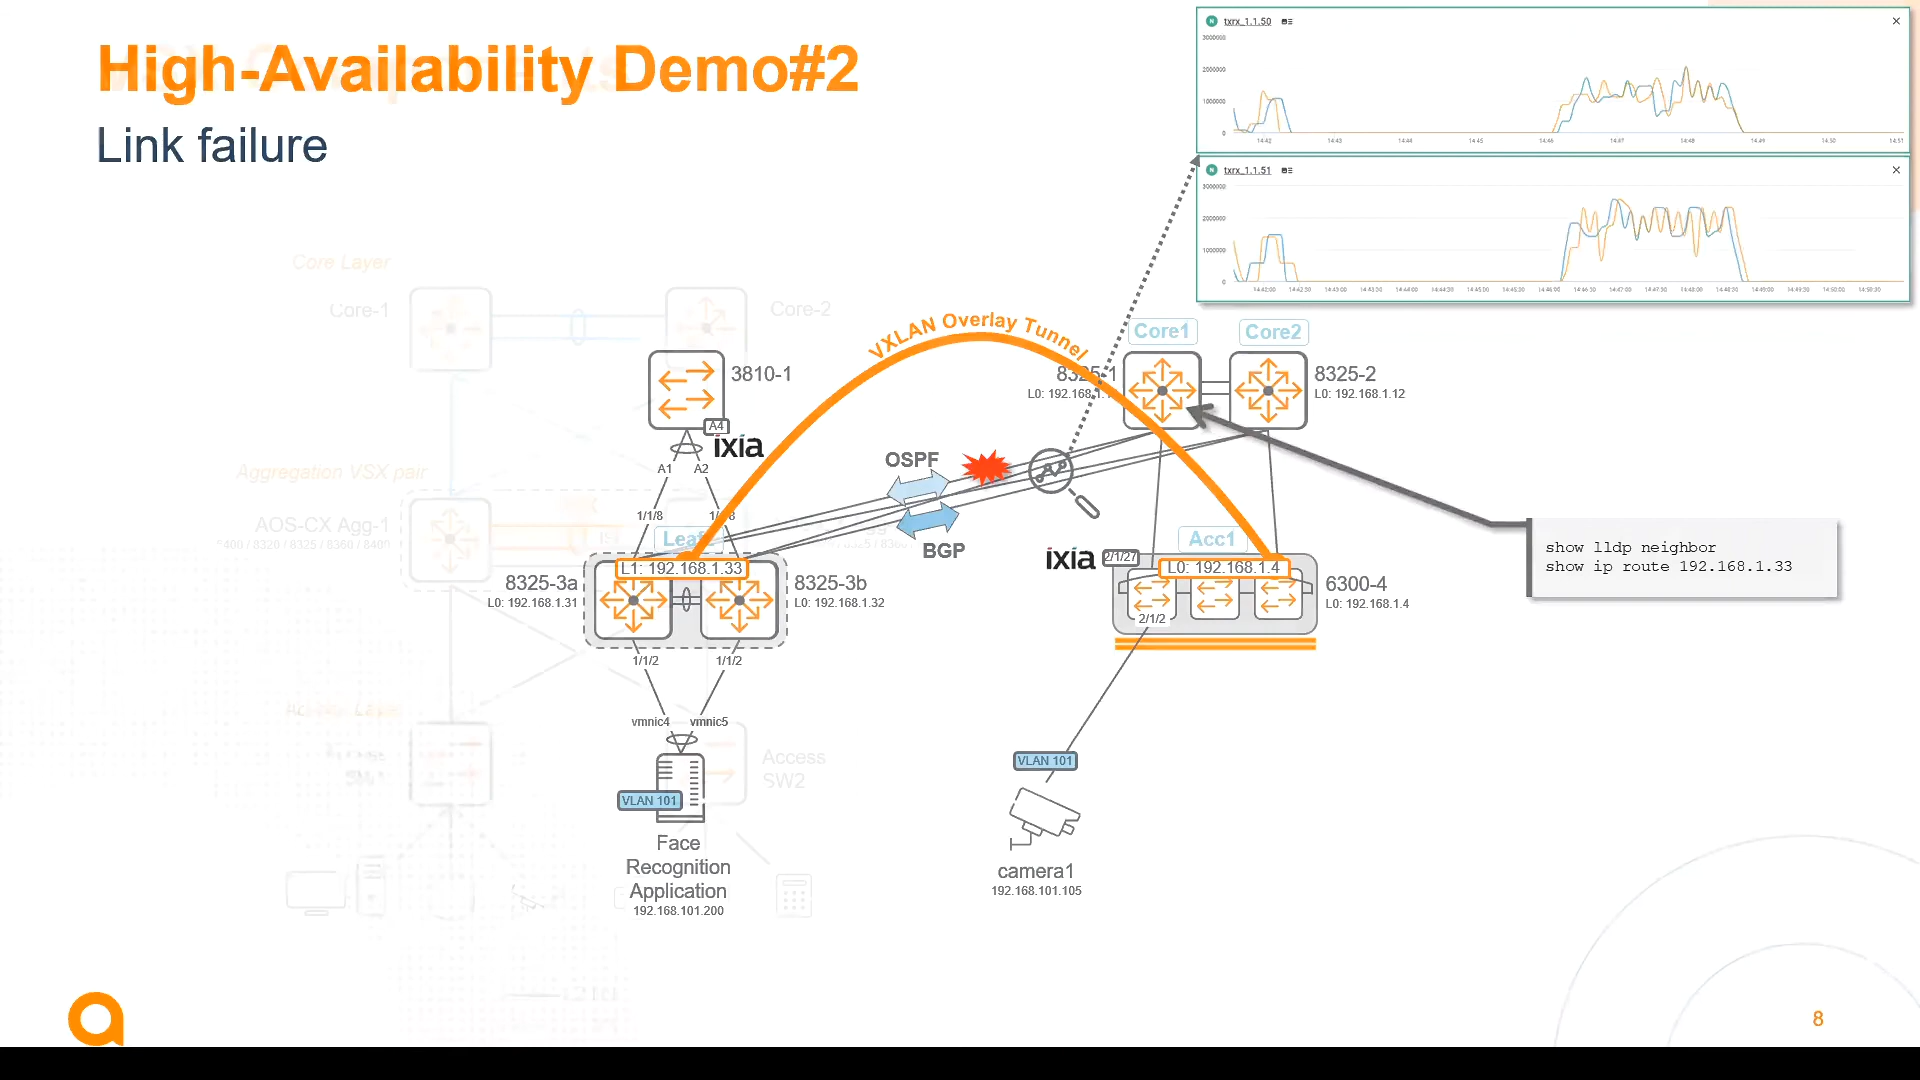 High-Availability Demo#2
Link failure
txrx_1.1.50
3000000
2000000
1000000
0
14:42
14:43
14:44
14:45
14:46
14:47
14:48
14:49
14:50
14:51
txrx_1.1.51
3000000
2000000
1000000
0
14:42:00
14:42:30
14:43:00
14:43:30
14:44:00
14:44:30
14:45:00
14:45:30
14:46:00
14:46:30
14:47:00
14:47:30
14:48:00
14:48:30
14:49:00
14:49:30
14:50:00
14:50:30
Core Layer
Core-1
Core-2
VXLAN Overlay Tunnel
Core1
Core2
3810-1
8325-1
L0: 192.168.1.1
8325-2
L0: 192.168.1.12
A4
ixia
A1
A2
OSPF
Aggregation VSX pair
1/1/8
1/1/8
AOS-CX Agg-1
8400 / 8320 / 8325 / 8360 / 6405
Leaf
BGP
Acc1
ixia
2/1/27
L1: 192.168.1.33
L0: 192.168.1.4
8325-3a
L0: 192.168.1.31
8325-3b
L0: 192.168.1.32
6300-4
L0: 192.168.1.4
2/1/2
show lldp neighbor
show ip route 192.168.1.33
1/1/2
1/1/2
vmnic4
vmnic5
Access
SW2
VLAN 101
VLAN 101
Face
Recognition
Application
192.168.101.200
camera1
192.168.101.105
8